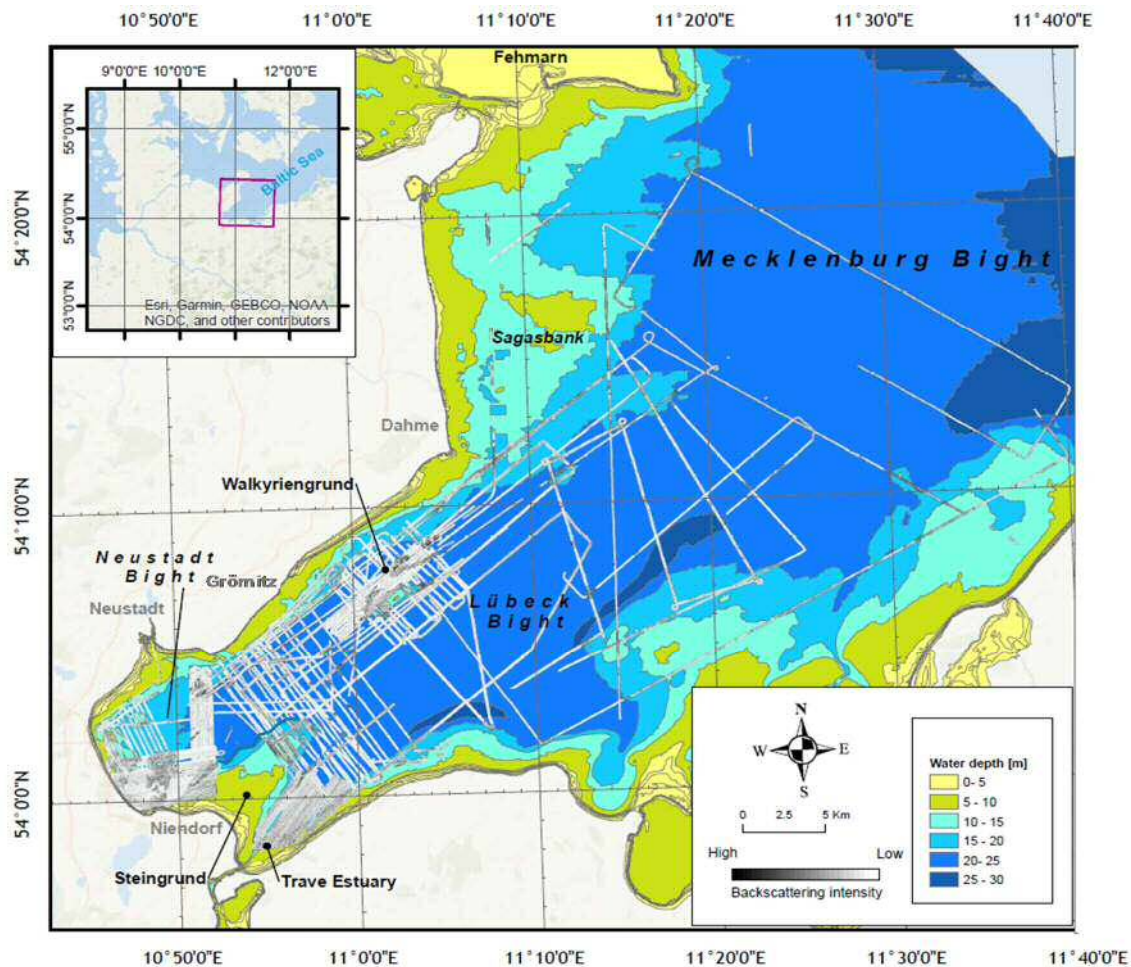 10°50'0"E 11°0'0"E 11°10'0"E 11°20'0"E 11°30'0"E 11°40'0"E
Fehmarn
9°0'0"E 10°0'0"E 12°0'0"E
55°0'0"N
54°0'0"N
53°0'0"N
Baltic Sea
Esri, Garmin, GEBCO, NOAA
NGDC, and other contributors
54°20'0"N
Mecklenburg Bight
Sagasbank
Dahme
Walkyriengrund
54°10'0"N
Neustadt
Bight
Grömitz
Neustadt
Lübeck
Bight
54°0'0"N
Niendorf
Steingrund
Trave Estuary
N
W E
S
0 2.5 5 Km
High Low
Backscattering intensity
Water depth [m]
0- 5
5 - 10
10 - 15
15 - 20
20- 25
25 - 30
10°50'0"E 11°0'0"E 11°10'0"E 11°20'0"E 11°30'0"E 11°40'0"E